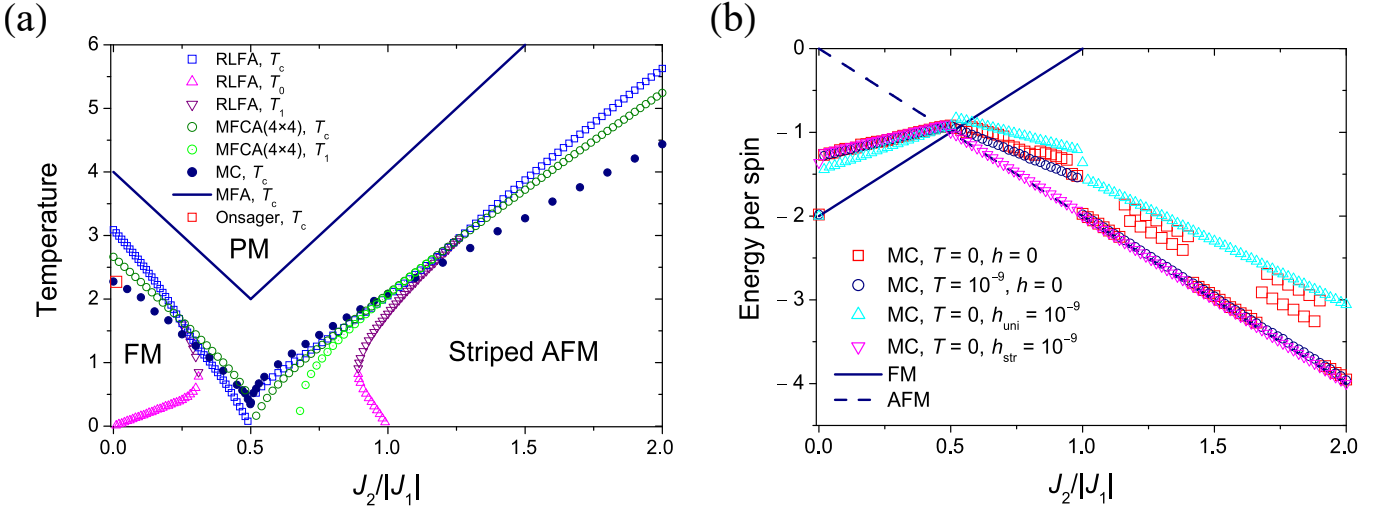 (a)
6
5
4
3
2
1
0
Temperature
RLFA, T_c
RLFA, T_0
RLFA, T_1
MFCA(4×4), T_c
MFCA(4×4), T_1
MC, T_c
MFA, T_c
Onsager, T_c
PM
FM
Striped AFM
0.0 0.5 1.0 1.5 2.0
J_2/|J_1|
(b)
0
− 1
− 2
− 3
− 4
Energy per spin
MC, T = 0, h = 0
MC, T = 10^−9, h = 0
MC, T = 0, h_uni = 10^−9
MC, T = 0, h_str = 10^−9
FM
AFM
0.0 0.5 1.0 1.5 2.0
J_2/|J_1|